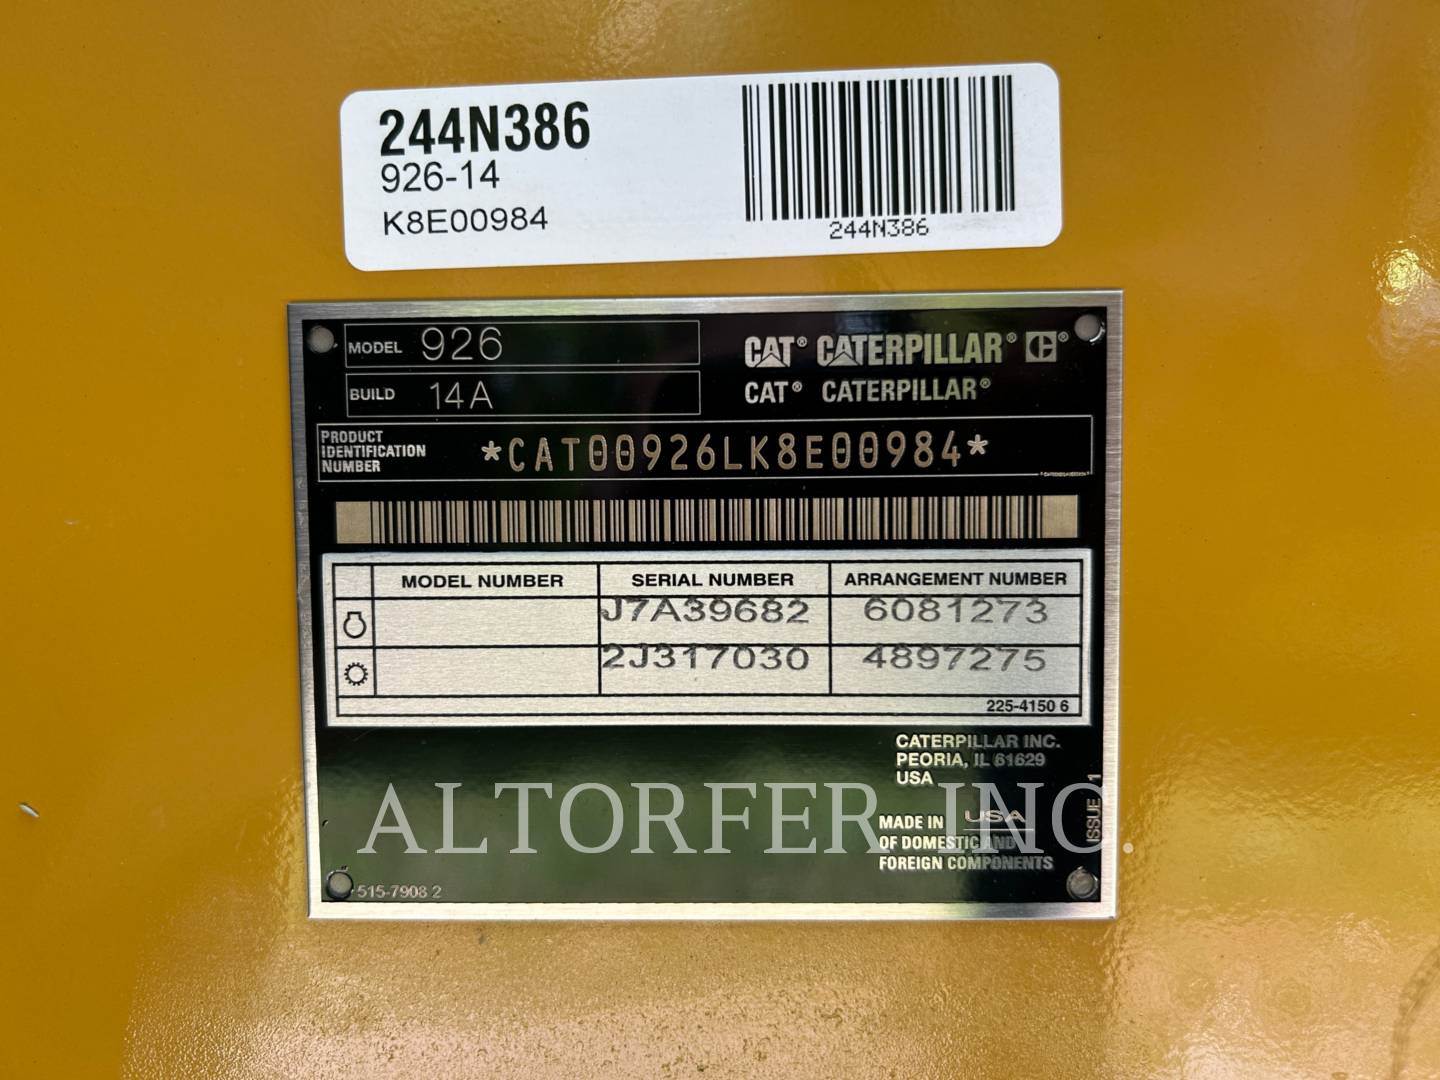 244N386
926-14
K8E00984
244N386
MODEL 926
BUILD 14A
CAT® CATERPILLAR® C®
CAT® CATERPILLAR®
PRODUCT
IDENTIFICATION
NUMBER
*CAT00926LK8E00984*
MODEL NUMBER SERIAL NUMBER ARRANGEMENT NUMBER
J7A39682 6081273
2J317030 4897275
225-4150 6
CATERPILLAR INC.
PEORIA, IL 61629
USA
MADE IN USA
OF DOMESTIC AND
FOREIGN COMPONENTS
ISSUE 1
515-7908 2
ALTORFER INC.